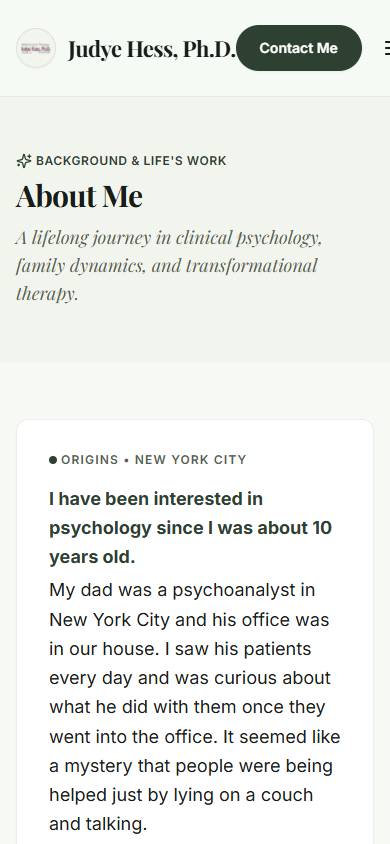 Judye Hess, Ph.D.
Contact Me
BACKGROUND & LIFE'S WORK
About Me
A lifelong journey in clinical psychology,
family dynamics, and transformational
therapy.
ORIGINS • NEW YORK CITY
I have been interested in
psychology since I was about 10
years old.
My dad was a psychoanalyst in
New York City and his office was
in our house. I saw his patients
every day and was curious about
what he did with them once they
went into the office. It seemed like
a mystery that people were being
helped just by lying on a couch
and talking.